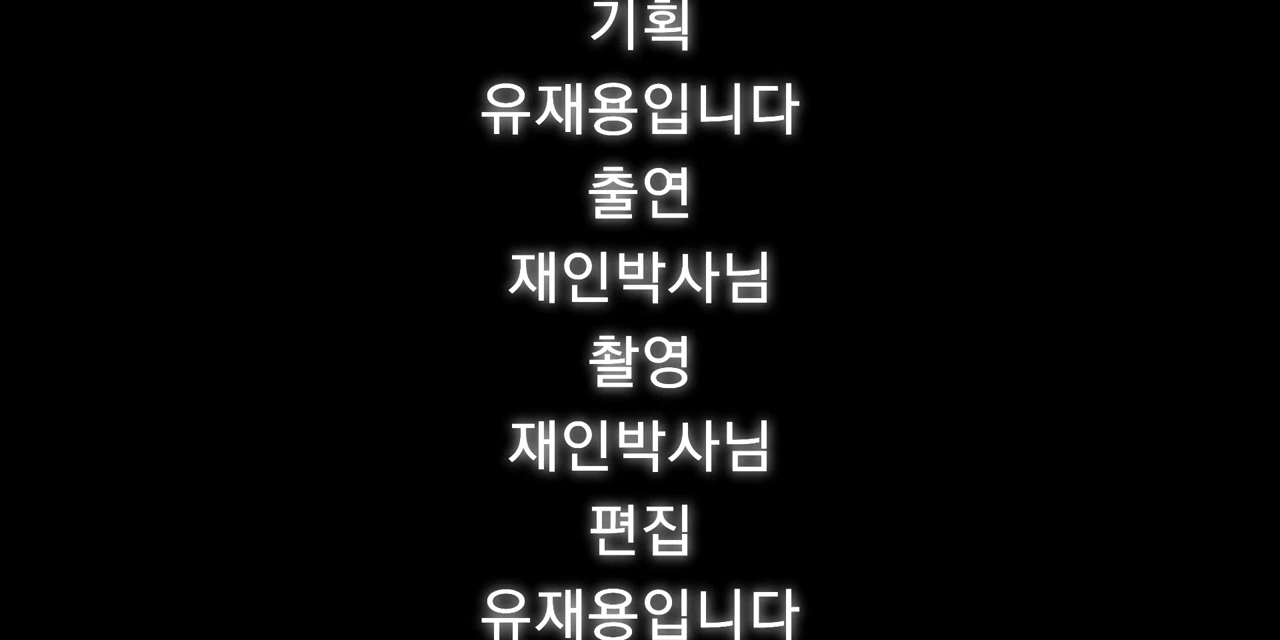 기획
유재용입니다
출연
재인박사님
촬영
재인박사님
편집
유재용입니다